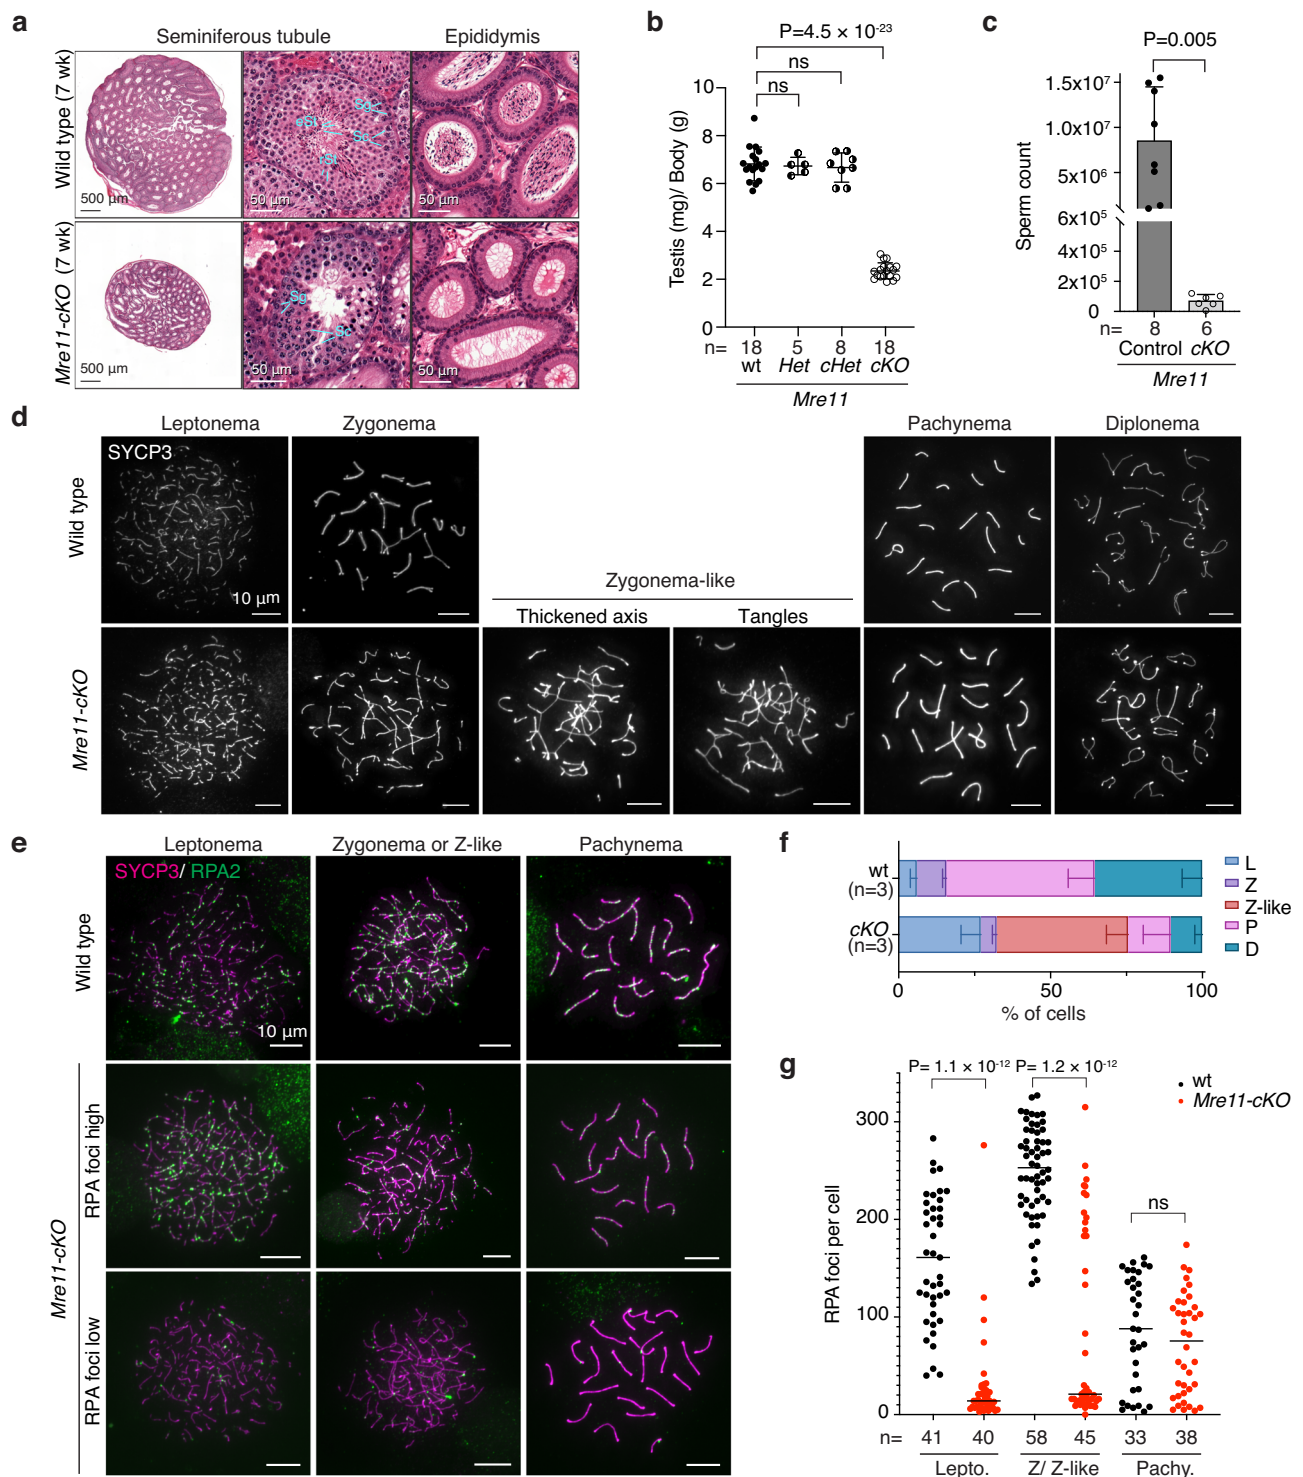 a
Seminiferous tubule
Epididymis
Wild type (7 wk)
500 µm
Sg
eSt
Sc
rSt
50 µm
50 µm
Mre11-cKO (7 wk)
500 µm
Sg
Sc
50 µm
50 µm
b
P=4.5 × 10⁻²³
ns
ns
Testis (mg)/ Body (g)
10
8
6
4
2
0
n= 18 5 8 18
wt Het cHet cKO
Mre11
c
P=0.005
Sperm count
1.5x10⁷
1.0x10⁷
5x10⁶
6x10⁵
4x10⁵
2x10⁵
0
n= 8 6
Control cKO
Mre11
d
Leptonema
Zygonema
Pachynema
Diplonema
SYCP3
Wild type
10 µm
Zygonema-like
Thickened axis
Tangles
Mre11-cKO
e
Leptonema
Zygonema or Z-like
Pachynema
SYCP3/ RPA2
Wild type
10 µm
Mre11-cKO
RPA foci high
RPA foci low
f
wt
(n=3)
cKO
(n=3)
0 50 100
% of cells
L
Z
Z-like
P
D
g
P= 1.1 × 10⁻¹² P= 1.2 × 10⁻¹²
wt
Mre11-cKO
ns
RPA foci per cell
300
200
100
0
n= 41 40 58 45 33 38
Lepto. Z/ Z-like Pachy.